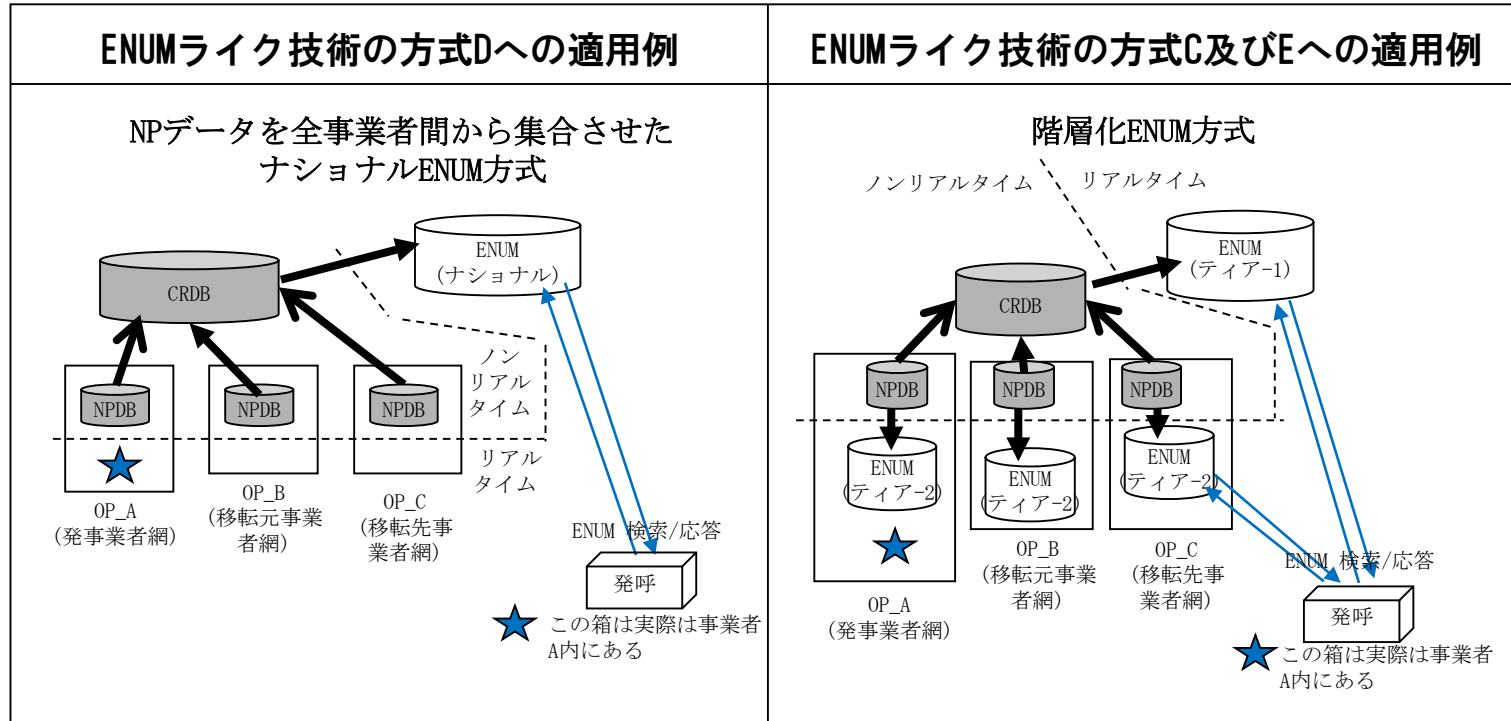 ENUMライク技術の方式Dへの適用例
NPデータを全事業者間から集合させた
ナショナルENUM方式
ENUM
(ナショナル)
CRDB
ノン
リアル
タイム
NPDB
NPDB
NPDB
リアル
タイム
OP_A
(発事業者網)
OP_B
(移転元事業
者網)
OP_C
(移転先事
業者網)
ENUM 検索/応答
発呼
この箱は実際は事業者
A内にある
ENUMライク技術の方式C及びEへの適用例
階層化ENUM方式
ノンリアルタイム
リアルタイム
ENUM
(ティア-1)
CRDB
NPDB
NPDB
NPDB
ENUM
(ティア-2)
ENUM
(ティア-2)
ENUM
(ティア-2)
OP_A
(発事業者網)
OP_B
(移転元事業
者網)
OP_C
(移転先事
業者網)
ENUM 検索/応答
発呼
この箱は実際は事業者
A内にある